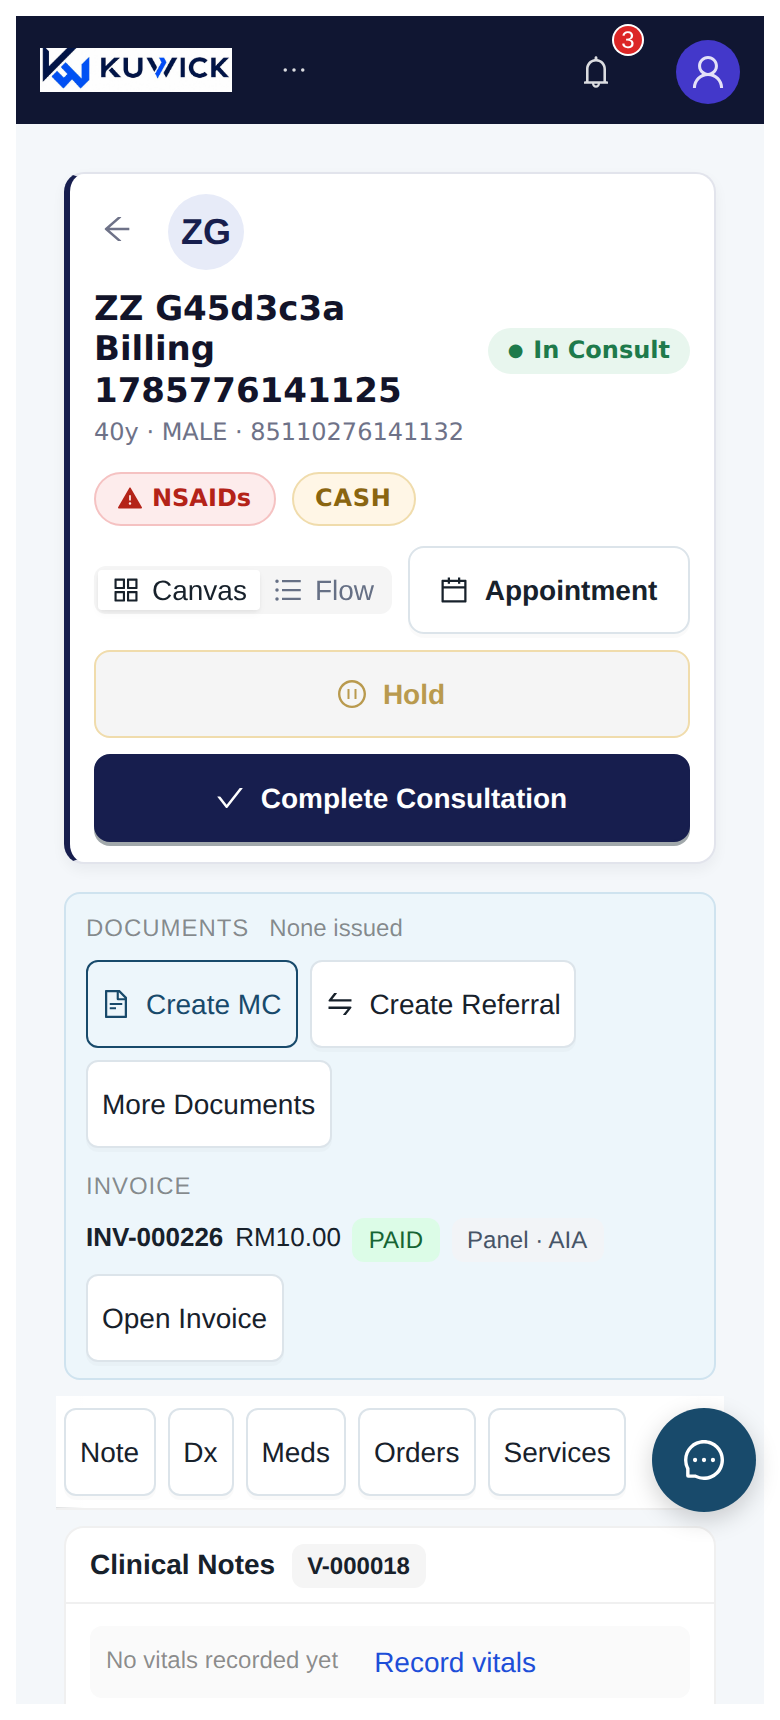 KUWICK
...
3
ZG
ZZ G45d3c3a
Billing
1785776141125
In Consult
40y · MALE · 85110276141132
NSAIDs
CASH
Canvas
Flow
Appointment
Hold
Complete Consultation
DOCUMENTS None issued
Create MC
Create Referral
More Documents
INVOICE
INV-000226 RM10.00 PAID Panel · AIA
Open Invoice
Note
Dx
Meds
Orders
Services
Clinical Notes V-000018
No vitals recorded yet Record vitals